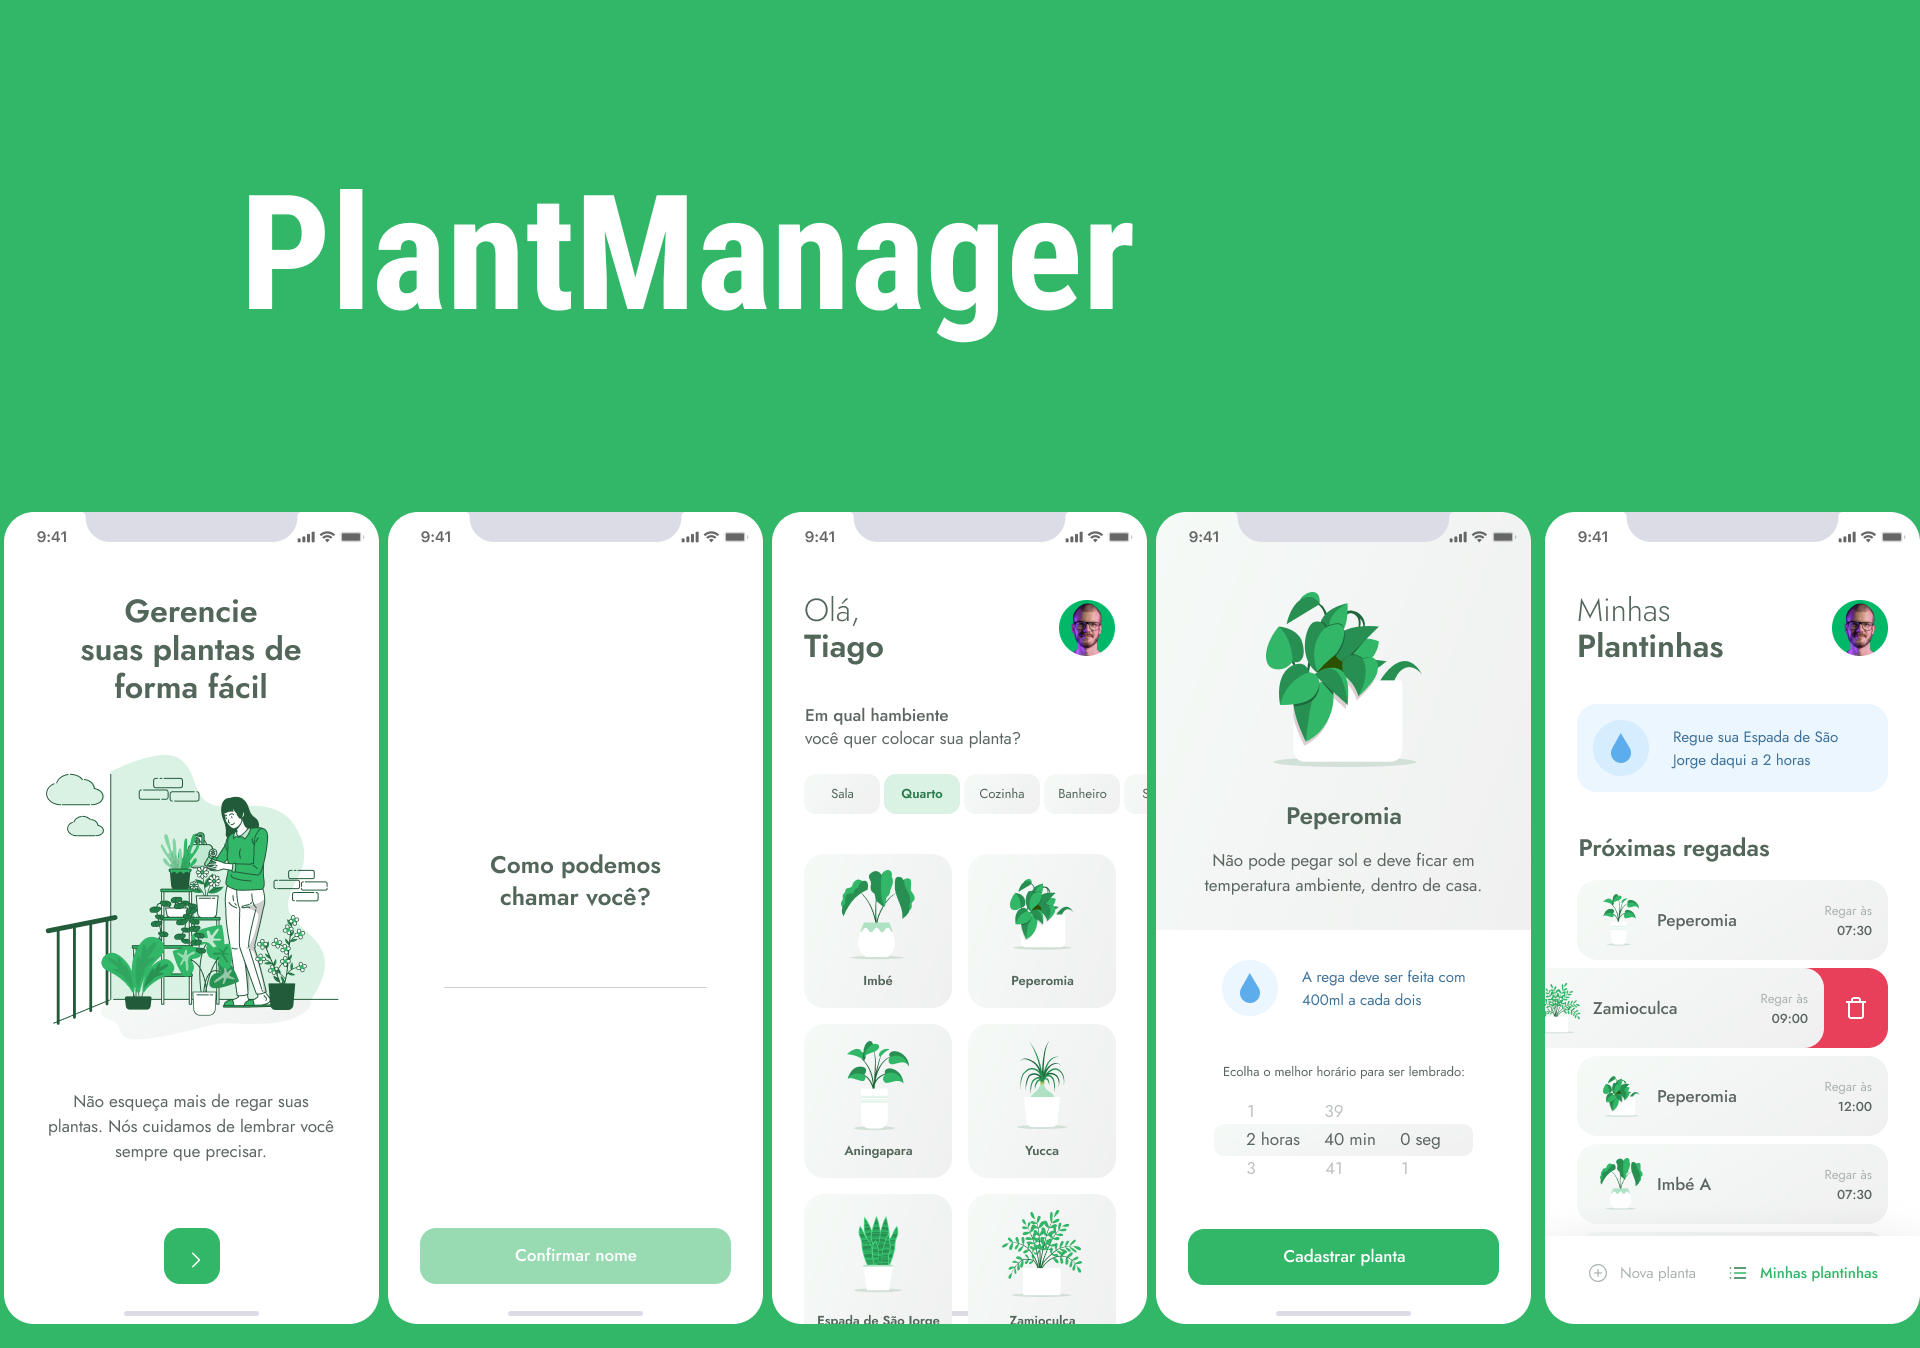 PlantManager
9:41
Gerencie
suas plantas de
forma fácil
Não esqueça mais de regar suas
plantas. Nós cuidamos de lembrar você
sempre que precisar.
9:41
Como podemos
chamar você?
Confirmar nome
9:41
Olá,
Tiago
Em qual hambiente
você quer colocar sua planta?
Sala Quarto Cozinha Banheiro S
Imbé Peperomia
Aningapara Yucca
Espada de São Jorge Zamioculca
9:41
Peperomia
Não pode pegar sol e deve ficar em
temperatura ambiente, dentro de casa.
A rega deve ser feita com
400ml a cada dois
Ecolha o melhor horário para ser lembrado:
1 39
2 horas 40 min 0 seg
3 41 1
Cadastrar planta
9:41
Minhas
Plantinhas
Regue sua Espada de São
Jorge daqui a 2 horas
Próximas regadas
Peperomia
Regar às
07:30
Zamioculca
Regar às
09:00
Peperomia
Regar às
12:00
Imbé A
Regar às
07:30
Nova planta Minhas plantinhas